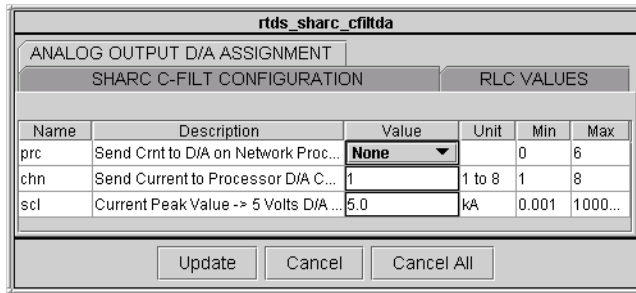 rtds_sharc_cfiltda
ANALOG OUTPUT D/A ASSIGNMENT
SHARC C-FILT CONFIGURATION RLC VALUES
Name Description Value Unit Min Max
prc Send Crnt to D/A on Network Proc... None 0 6
chn Send Current to Processor D/A C... 1 1 to 8 1 8
scl Current Peak Value -> 5 Volts D/A ... 5.0 kA 0.001 1000...
Update Cancel Cancel All